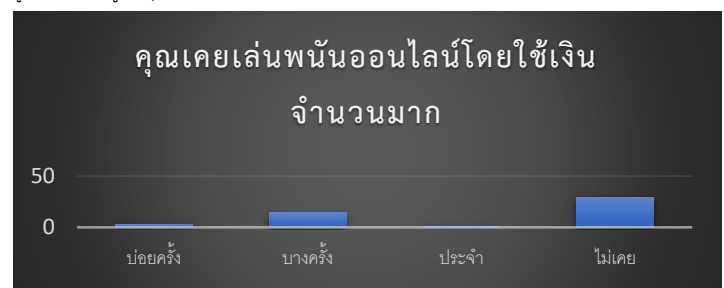 คุณเคยเล่นพนันออนไลน์โดยใช้เงิน
จำนวนมาก
50
0
บ่อยครั้ง บางครั้ง ประจำ ไม่เคย